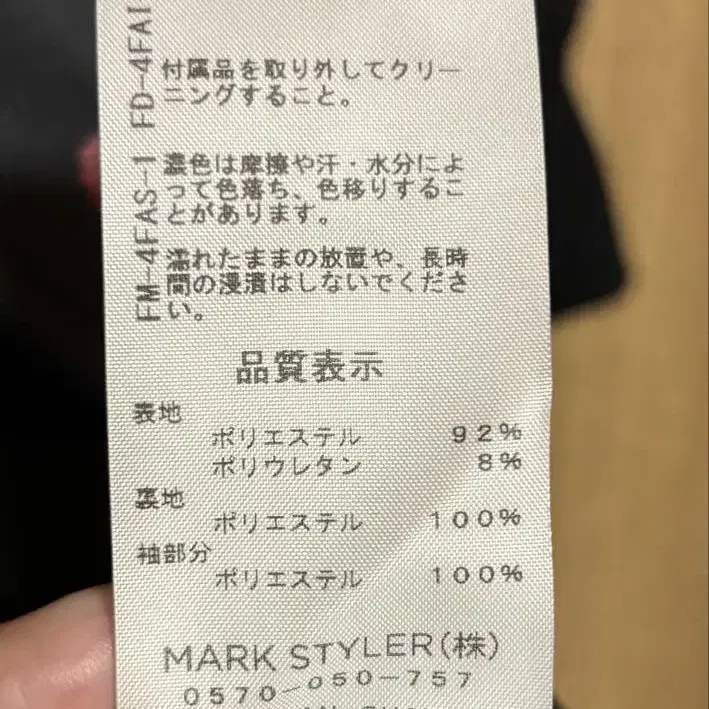 付属品を取り外してクリー
ニングすること。
濃色は摩擦や汗・水分によ
って色落ち、色移りするこ
とがあります。
濡れたままの放置や、長時
間の浸漬はしないでくださ
い。
FM-4FAS-1 FD-4FAI
品質表示
表地
ポリエステル 92%
ポリウレタン 8%
裏地
ポリエステル 100%
袖部分
ポリエステル 100%
MARK STYLER(株)
0570-050-757